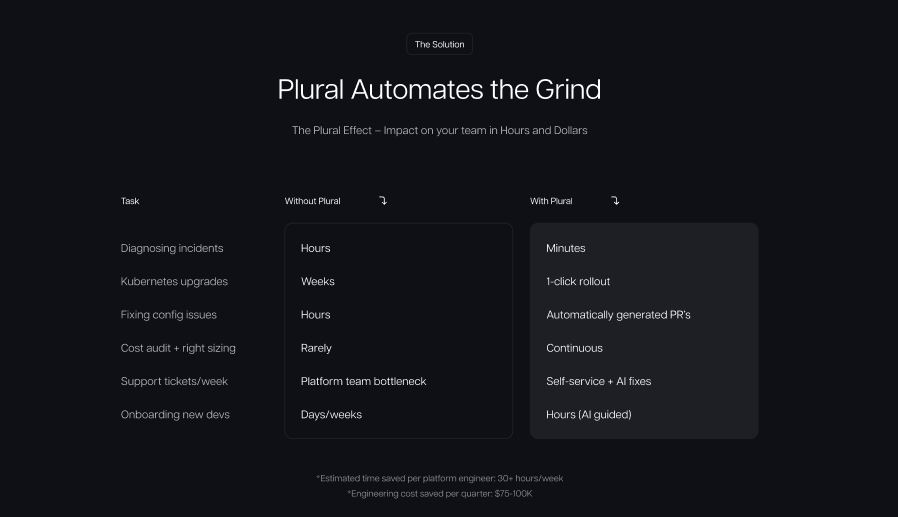 The Solution
Plural Automates the Grind
The Plural Effect – Impact on your team in Hours and Dollars
Task Without Plural With Plural
Diagnosing incidents Hours Minutes
Kubernetes upgrades Weeks 1-click rollout
Fixing config issues Hours Automatically generated PR's
Cost audit + right sizing Rarely Continuous
Support tickets/week Platform team bottleneck Self-service + AI fixes
Onboarding new devs Days/weeks Hours (AI guided)
*Estimated time saved per platform engineer: 30+ hours/week
*Engineering cost saved per quarter: $75-100K